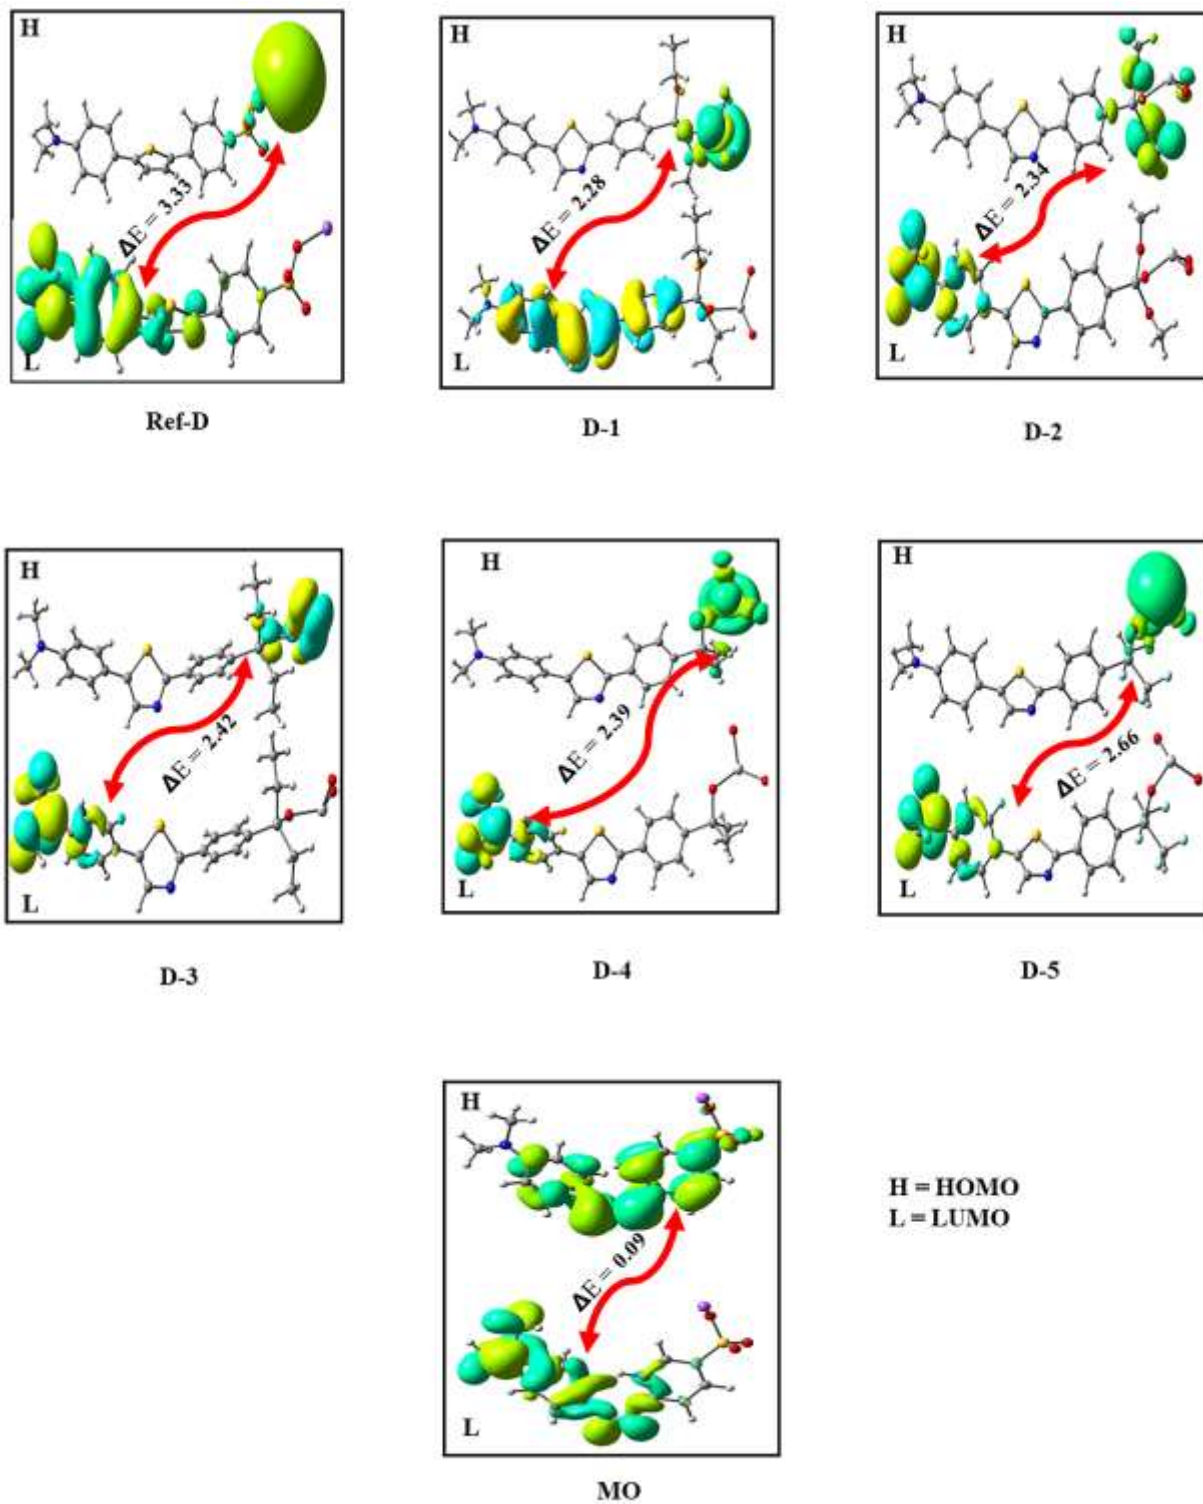 H
ΔE = 3.33
L
Ref-D
H
ΔE = 2.28
L
D-1
H
ΔE = 2.34
L
D-2
H
ΔE = 2.42
L
D-3
H
ΔE = 2.39
L
D-4
H
ΔE = 2.66
L
D-5
H
ΔE = 0.09
L
MO
H = HOMO
L = LUMO